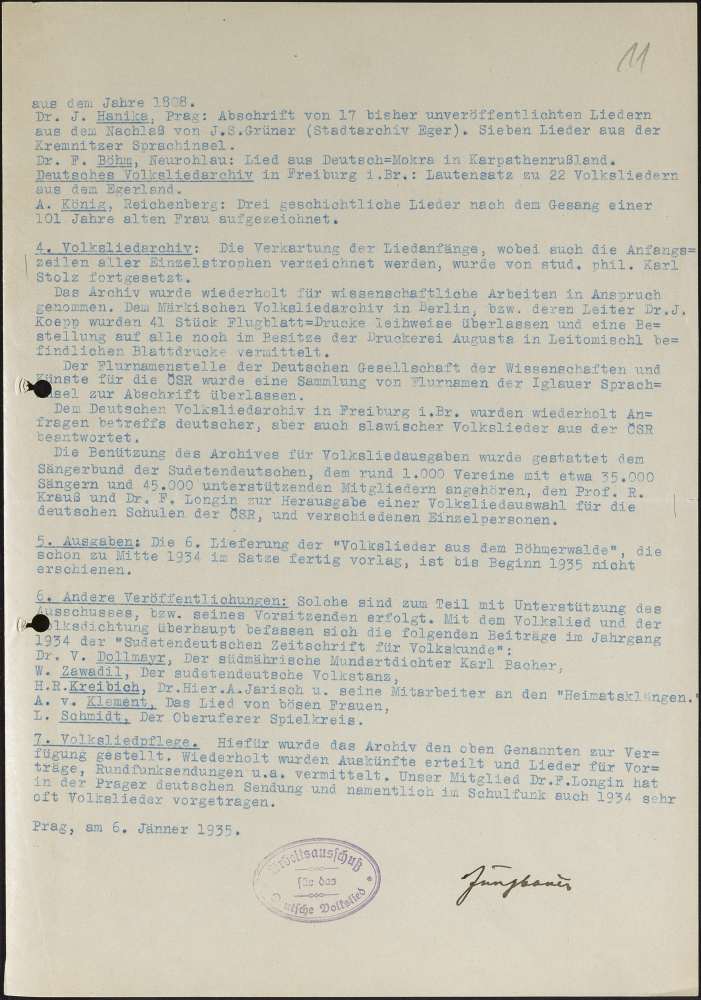 11
aus dem Jahre 1808.
Dr. J. Hanika, Prag: Abschrift von 17 bisher unveröffentlichten Liedern
aus dem Nachlaß von J.S.Grüner (Stadtarchiv Eger). Sieben Lieder aus der
Kremnitzer Sprachinsel.
Dr. F. Böhm, Neurohlau: Lied aus Deutsch=Mokra in Karpathenrußland.
Deutsches Volksliedarchiv in Freiburg i.Br.: Lautensatz zu 22 Volksliedern
aus dem Egerland.
A. König, Reichenberg: Drei geschichtliche Lieder nach dem Gesang einer
101 Jahre alten Frau aufgezeichnet.
4. Volksliedarchiv: Die Verkartung der Liedanfänge, wobei auch die Anfangs=
zeilen aller Einzelstrophen verzeichnet werden, wurde von stud. phil. Karl
Stolz fortgesetzt.
Das Archiv wurde wiederholt für wissenschaftliche Arbeiten in Anspruch
genommen. Dem Märkischen Volksliedarchiv in Berlin, bzw. deren Leiter Dr.J.
Koepp wurden 41 Stück Flugblatt=Drucke leihweise überlassen und eine Be=
stellung auf alle noch im Besitze der Druckerei Augusta in Leitomischl be=
findlichen Blattdrucke vermittelt.
Der Flurnamenstelle der Deutschen Gesellschaft der Wissenschaften und
Künste für die ČSR wurde eine Sammlung von Flurnamen der Iglauer Sprach=
insel zur Abschrift überlassen.
Dem Deutschen Volksliedarchiv in Freiburg i.Br. wurden wiederholt An=
fragen betreffs deutscher, aber auch slawischer Volkslieder aus der ČSR
beantwortet.
Die Benützung des Archives für Volksliedausgaben wurde gestattet dem
Sängerbund der Sudetendeutschen, dem rund 1.000 Vereine mit etwa 35.000
Sängern und 45.000 unterstützenden Mitgliedern angehören, den Prof. R.
Krauß und Dr. F. Longin zur Herausgabe einer Volksliedauswahl für die
deutschen Schulen der ČSR, und verschiedenen Einzelpersonen.
5. Ausgaben: Die 6. Lieferung der "Volkslieder aus dem Böhmerwalde", die
schon zu Mitte 1934 im Satze fertig vorlag, ist bis Beginn 1935 nicht
erschienen.
6. Andere Veröffentlichungen: Solche sind zum Teil mit Unterstützung des
Ausschusses, bzw. seines Vorsitzenden erfolgt. Mit dem Volkslied und der
Volksdichtung überhaupt befassen sich die folgenden Beiträge im Jahrgang
1934 der "Sudetendeutschen Zeitschrift für Volkskunde":
Dr. V. Dollmayr, Der südmährische Mundartdichter Karl Bacher,
W. Zawadil, Der sudetendeutsche Volkstanz,
H.R.Kreibich, Dr.Hier.A.Jarisch u. seine Mitarbeiter an den "Heimatsklängen."
A. v. Klement, Das Lied von bösen Frauen,
L. Schmidt, Der Oberuferer Spielkreis.
7. Volksliedpflege. Hiefür wurde das Archiv den oben Genannten zur Ver=
fügung gestellt. Wiederholt wurden Auskünfte erteilt und Lieder für Vor=
träge, Rundfunksendungen u.a. vermittelt. Unser Mitglied Dr.F.Longin hat
in der Prager deutschen Sendung und namentlich im Schulfunk auch 1934 sehr
oft Volkslieder vorgetragen.
Prag, am 6. Jänner 1935.
Arbeitsausschuß
für das
Deutsche Volkslied
Jungbauer